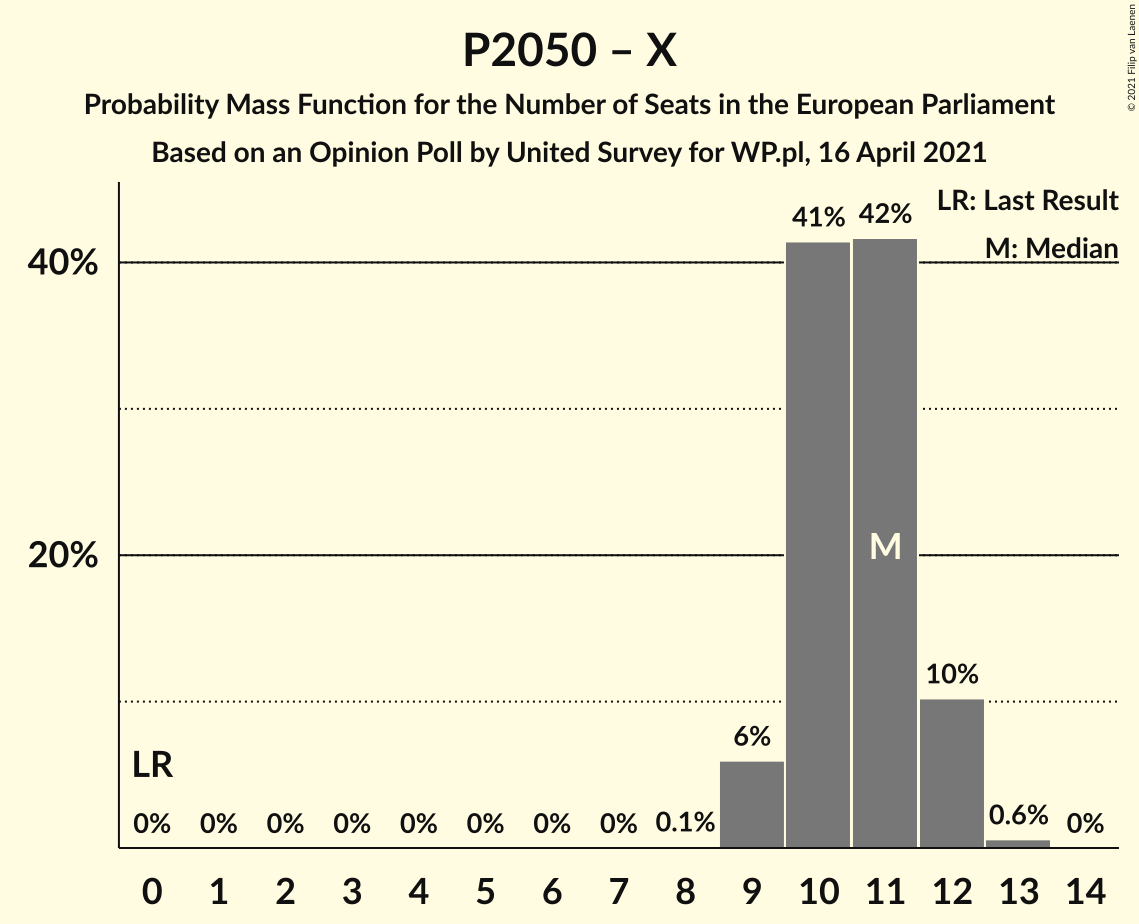 P2050 – X
Probability Mass Function for the Number of Seats in the European Parliament
Based on an Opinion Poll by United Survey for WP.pl, 16 April 2021
© 2021 Filip van Laenen
LR: Last Result
M: Median
40%
20%
41%
42%
M
10%
6%
LR
0%
0%
0%
0%
0%
0%
0%
0%
0.1%
0.6%
0%
0 1 2 3 4 5 6 7 8 9 10 11 12 13 14